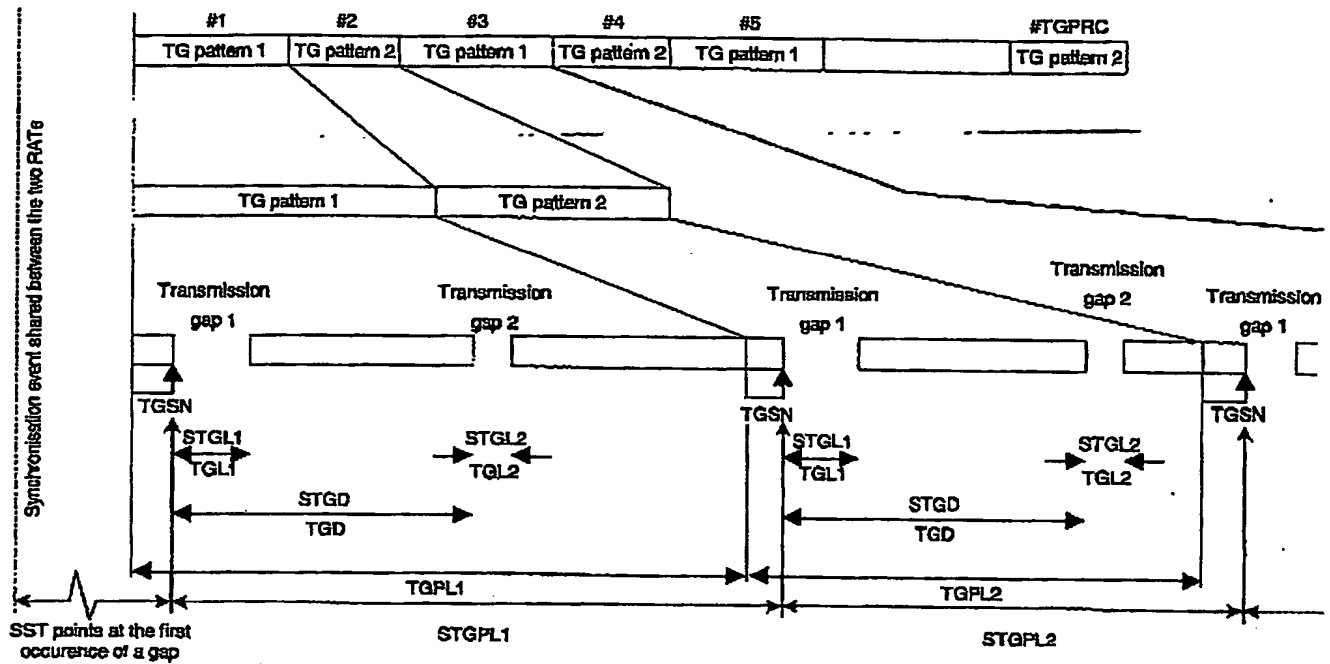 #1 #2 #3 #4 #5 #TGPRC
TG pattern 1 TG pattern 2 TG pattern 1 TG pattern 2 TG pattern 1 TG pattern 2
Synchronisation event shared between the two RATs
TG pattern 1 TG pattern 2
Transmission gap 1
Transmission gap 2
Transmission gap 1
Transmission gap 2
Transmission gap 1
TGSN TGSN TGSN
STGL1 STGL2 STGL1 STGL2
TGL1 TGL2 TGL1 TGL2
STGD STGD
TGD TGD
TGPL1 TGPL2
STGPL1 STGPL2
SST points at the first
occurence of a gap